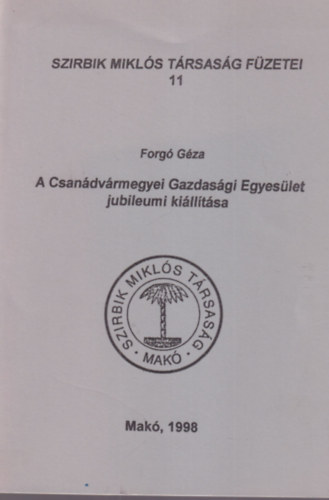 SZIRBIK MIKLÓS TÁRSASÁG FÜZETEI
11
Forgó Géza
A Csanádvármegyei Gazdasági Egyesület
jubileumi kiállítása
SZIRBIK MIKLÓS TÁRSASÁG
• MAKÓ •
Makó, 1998